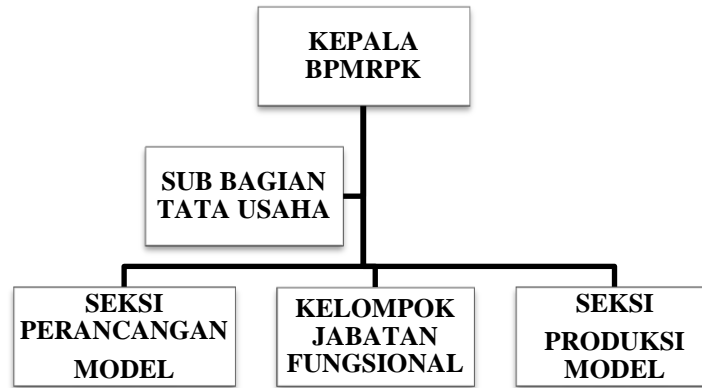 KEPALA
BPMRPK
SUB BAGIAN
TATA USAHA
SEKSI
PERANCANGAN
MODEL
KELOMPOK
JABATAN
FUNGSIONAL
SEKSI
PRODUKSI
MODEL